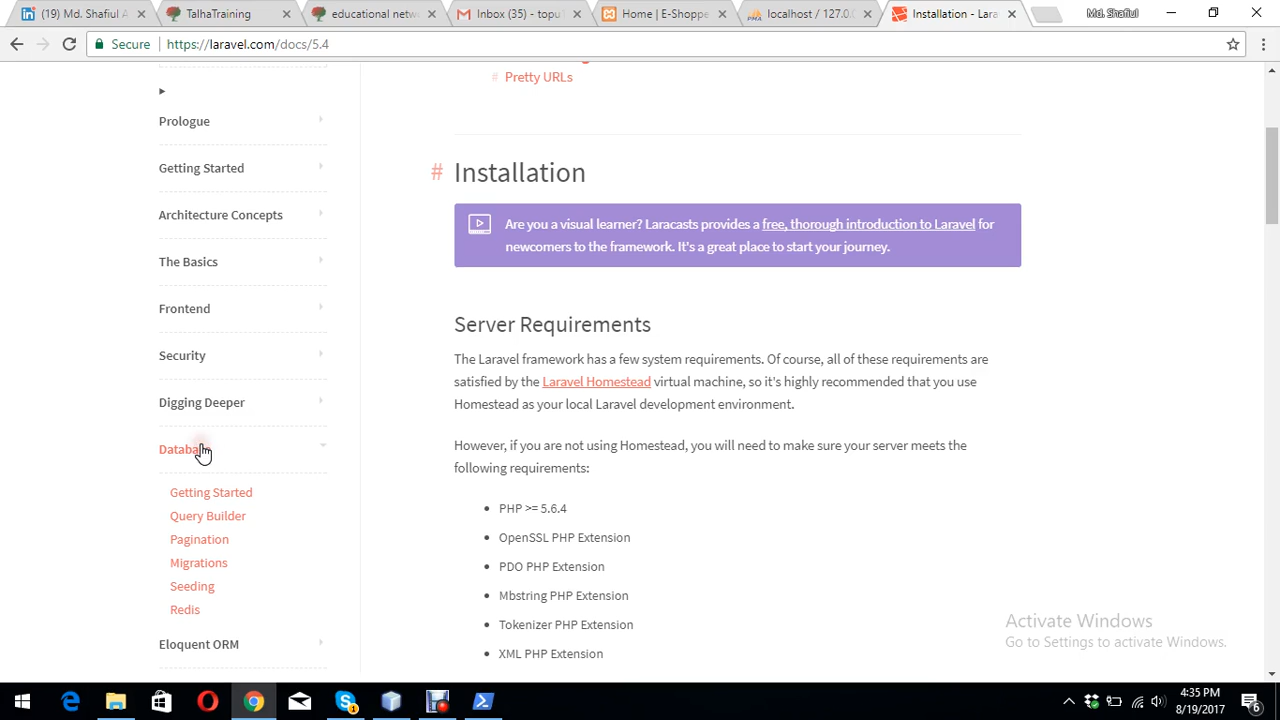 (19) Md. Shafiul A
TalhaTraining
educational netw
Inbox (35) - topu1
Home | E-Shoppe
localhost / 127.0.0
Installation - Lara
Md. Shafiul
Secure
https://laravel.com/docs/5.4
Pretty URLs
Prologue
Getting Started
Architecture Concepts
The Basics
Frontend
Security
Digging Deeper
Getting Started
Query Builder
Pagination
Migrations
Seeding
Redis
Eloquent ORM
# Installation
Are you a visual learner? Laracasts provides a free, thorough introduction to Laravel for
newcomers to the framework. It's a great place to start your journey.
Server Requirements
The Laravel framework has a few system requirements. Of course, all of these requirements are
satisfied by the Laravel Homestead virtual machine, so it's highly recommended that you use
Homestead as your local Laravel development environment.
However, if you are not using Homestead, you will need to make sure your server meets the
following requirements:
PHP >= 5.6.4
OpenSSL PHP Extension
PDO PHP Extension
Mbstring PHP Extension
Tokenizer PHP Extension
XML PHP Extension
Activate Windows
Go to Settings to activate Windows.
4:35 PM
8/19/2017
6